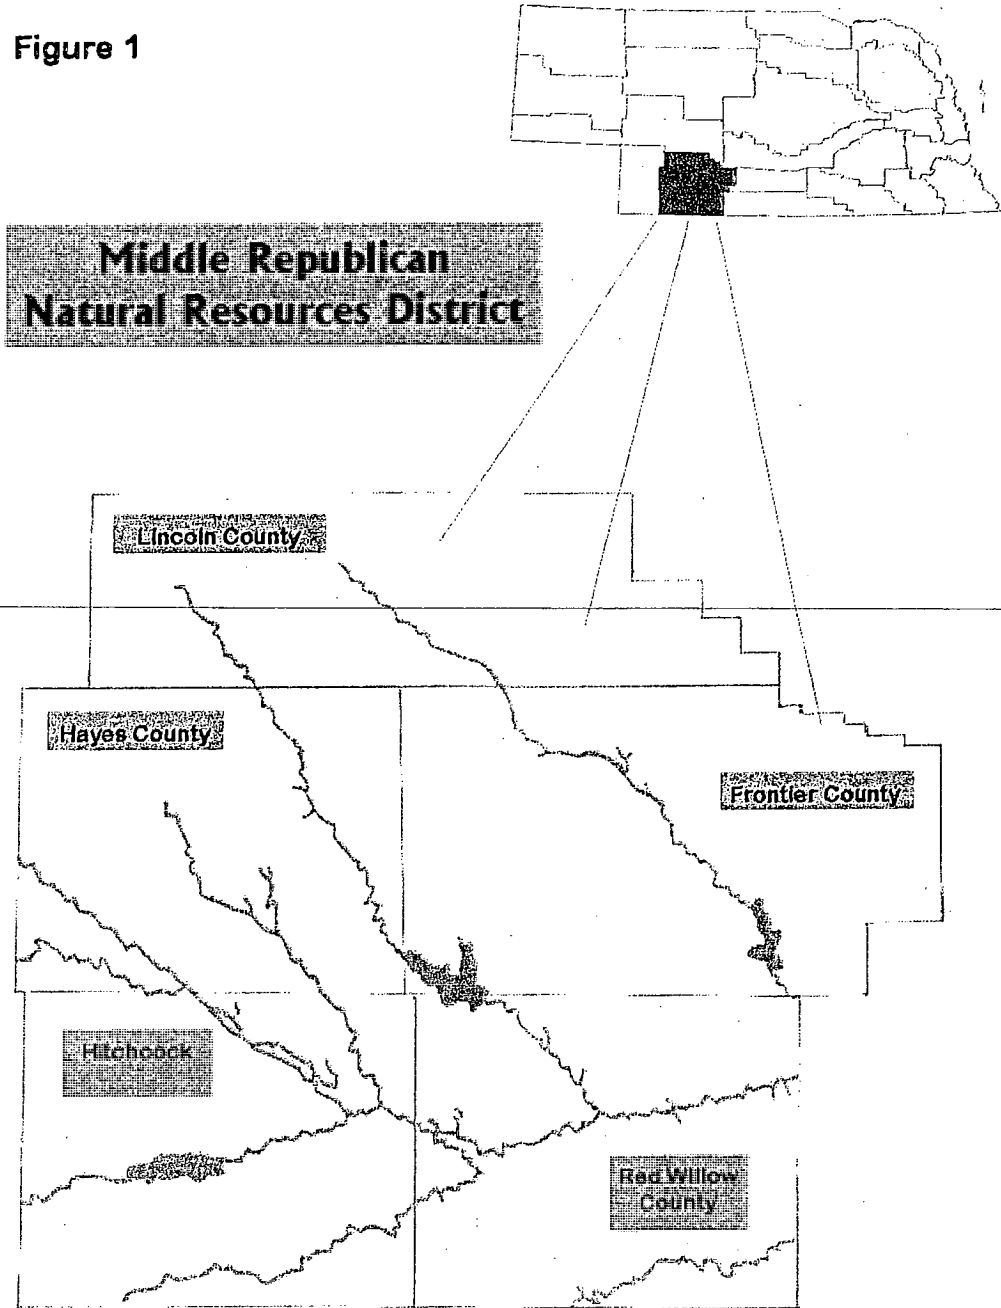 Figure 1
Middle Republican
Natural Resources District
Lincoln County
Hayes County
Frontier County
Hitchcock
Red Willow
County